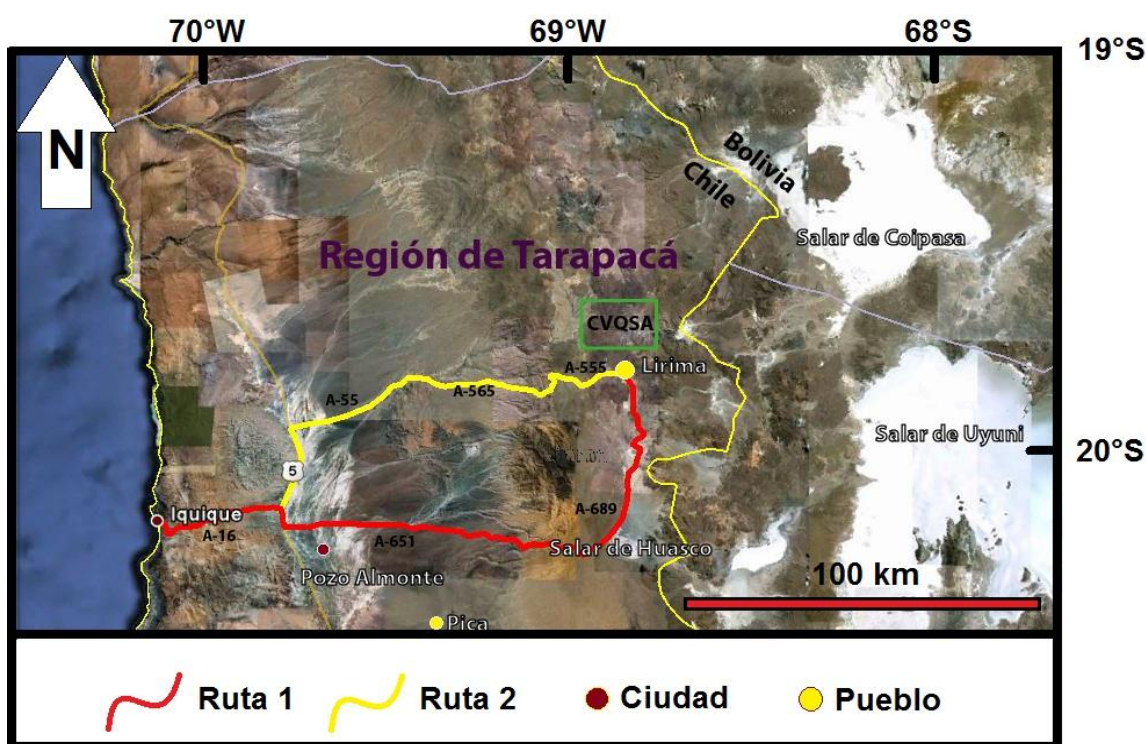 70°W
69°W
68°S
19°S
N
Bolivia
Chile
Salar de Coipasa
Región de Tarapacá
CVQSA
A-555
Lirima
A-55
A-565
Salar de Uyuni
20°S
5
Iquique
A-16
A-651
A-689
Salar de Huasco
Pozo Almonte
100 km
Pica
Ruta 1
Ruta 2
Ciudad
Pueblo